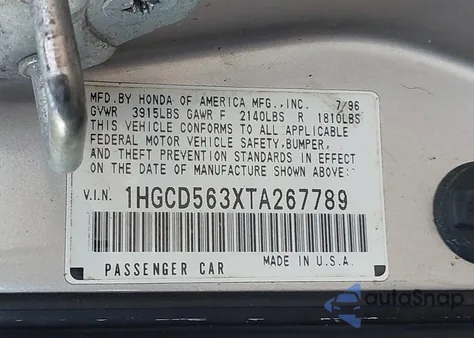 MFD.BY HONDA OF AMERICA MFG.,INC. 7/96
GVWR 3915LBS GAWR F 2140LBS R 1810LBS
THIS VEHICLE CONFORMS TO ALL APPLICABLE
FEDERAL MOTOR VEHICLE SAFETY, BUMPER,
AND THEFT PREVENTION STANDARDS IN EFFECT
ON THE DATE OF MANUFACTURE SHOWN ABOVE:
V.I.N. 1HGCD563XTA267789
PASSENGER CAR MADE IN U.S.A.
autoSnap